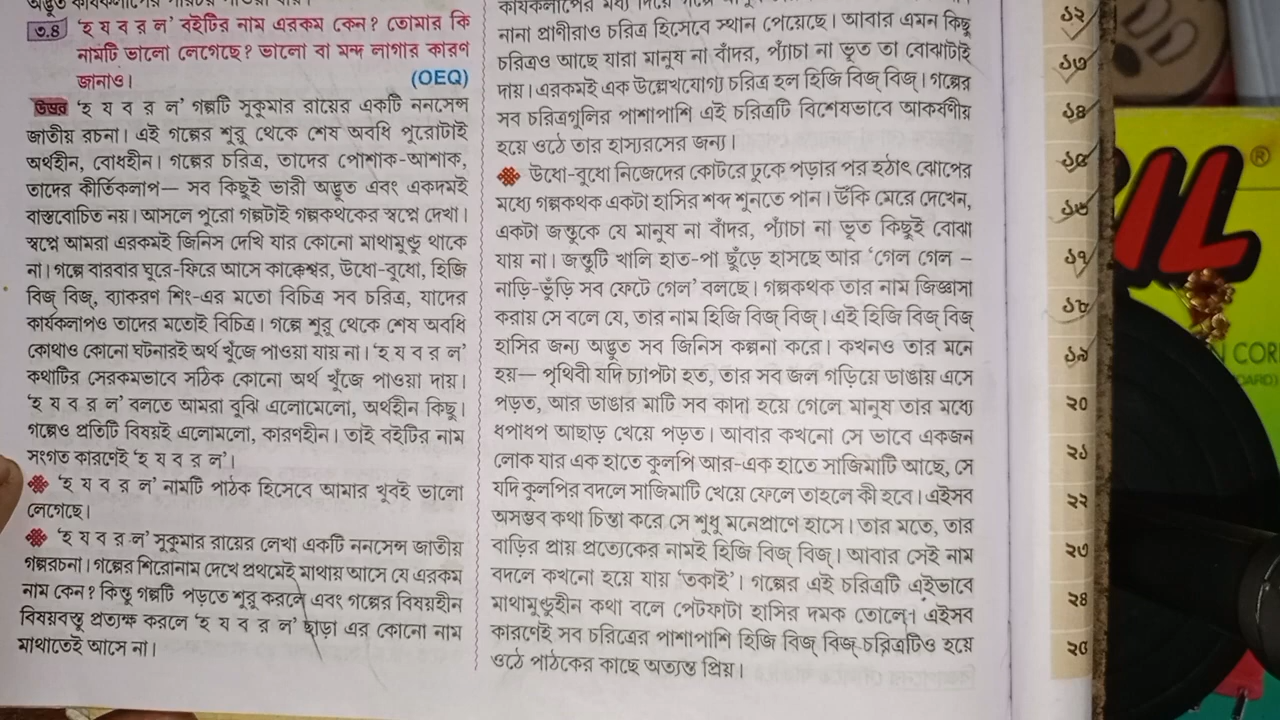 ৩.৪ 'হ য ব র ল' বইটির নাম এরকম কেন? তোমার কি
নামটি ভালো লেগেছে? ভালো বা মন্দ লাগার কারণ
জানাও। (OEQ)
উত্তর 'হ য ব র ল' গল্পটি সুকুমার রায়ের একটি ননসেন্স
জাতীয় রচনা। এই গল্পের শুরু থেকে শেষ অবধি পুরোটাই
অর্থহীন, বোধহীন। গল্পের চরিত্র, তাদের পোশাক-আশাক,
তাদের কীর্তিকলাপ— সব কিছুই ভারী অদ্ভুত এবং একদমই
বাস্তবোচিত নয়। আসলে পুরো গল্পটাই গল্পকথকের স্বপ্নে দেখা।
স্বপ্নে আমরা এরকমই জিনিস দেখি যার কোনো মাথামুণ্ডু থাকে
না। গল্পে বারবার ঘুরে-ফিরে আসে কাক্কেশ্বর, উধো-বুধো, হিজি
বিজ্ বিজ্, ব্যাকরণ শিং-এর মতো বিচিত্র সব চরিত্র, যাদের
কার্যকলাপও তাদের মতোই বিচিত্র। গল্পে শুরু থেকে শেষ অবধি
কোথাও কোনো ঘটনারই অর্থ খুঁজে পাওয়া যায় না। 'হ য ব র ল'
কথাটির সেরকমভাবে সঠিক কোনো অর্থ খুঁজে পাওয়া দায়।
'হ য ব র ল' বলতে আমরা বুঝি এলোমেলো, অর্থহীন কিছু।
গল্পেও প্রতিটি বিষয়ই এলোমলো, কারণহীন। তাই বইটির নাম
সংগত কারণেই 'হ য ব র ল'।
'হ য ব র ল' নামটি পাঠক হিসেবে আমার খুবই ভালো
লেগেছে।
'হ য ব র ল' সুকুমার রায়ের লেখা একটি ননসেন্স জাতীয়
গল্পরচনা। গল্পের শিরোনাম দেখে প্রথমেই মাথায় আসে যে এরকম
নাম কেন? কিন্তু গল্পটি পড়তে শুরু করলে এবং গল্পের বিষয়হীন
বিষয়বস্তু প্রত্যক্ষ করলে 'হ য ব র ল' ছাড়া এর কোনো নাম
মাথাতেই আসে না।
নানা প্রাণীরাও চরিত্র হিসেবে স্থান পেয়েছে। আবার এমন কিছু
চরিত্রও আছে যারা মানুষ না বাঁদর, প্যাঁচা না ভূত তা বোঝাটাই
দায়। এরকমই এক উল্লেখযোগ্য চরিত্র হল হিজি বিজ্ বিজ্। গল্পের
সব চরিত্রগুলির পাশাপাশি এই চরিত্রটি বিশেষভাবে আকর্ষণীয়
হয়ে ওঠে তার হাস্যরসের জন্য।
উধো-বুধো নিজেদের কোটরে ঢুকে পড়ার পর হঠাৎ ঝোপের
মধ্যে গল্পকথক একটা হাসির শব্দ শুনতে পান। উঁকি মেরে দেখেন,
একটা জন্তুকে যে মানুষ না বাঁদর, প্যাঁচা না ভূত কিছুই বোঝা
যায় না। জন্তুটি খালি হাত-পা ছুঁড়ে হাসছে আর 'গেল গেল –
নাড়ি-ভুঁড়ি সব ফেটে গেল' বলছে। গল্পকথক তার নাম জিজ্ঞাসা
করায় সে বলে যে, তার নাম হিজি বিজ্ বিজ্। এই হিজি বিজ্ বিজ্
হাসির জন্য অদ্ভুত সব জিনিস কল্পনা করে। কখনও তার মনে
হয়— পৃথিবী যদি চ্যাপটা হত, তার সব জল গড়িয়ে ডাঙায় এসে
পড়ত, আর ডাঙার মাটি সব কাদা হয়ে গেলে মানুষ তার মধ্যে
ধপাধপ আছাড় খেয়ে পড়ত। আবার কখনো সে ভাবে একজন
লোক যার এক হাতে কুলপি আর-এক হাতে সাজিমাটি আছে, সে
যদি কুলপির বদলে সাজিমাটি খেয়ে ফেলে তাহলে কী হবে। এইসব
অসম্ভব কথা চিন্তা করে সে শুধু মনেপ্রাণে হাসে। তার মতে, তার
বাড়ির প্রায় প্রত্যেকের নামই হিজি বিজ্ বিজ্। আবার সেই নাম
বদলে কখনো হয়ে যায় 'তকাই'। গল্পের এই চরিত্রটি এইভাবে
মাথামুণ্ডুহীন কথা বলে পেটফাটা হাসির দমক তোলে। এইসব
কারণেই সব চরিত্রের পাশাপাশি হিজি বিজ্ বিজ্ চরিত্রটিও হয়ে
ওঠে পাঠকের কাছে অত্যন্ত প্রিয়।
১২
১৩
১৪
১৫
১৬
১৭
১৮
১৯
২০
২১
২২
২৩
২৪
২৫